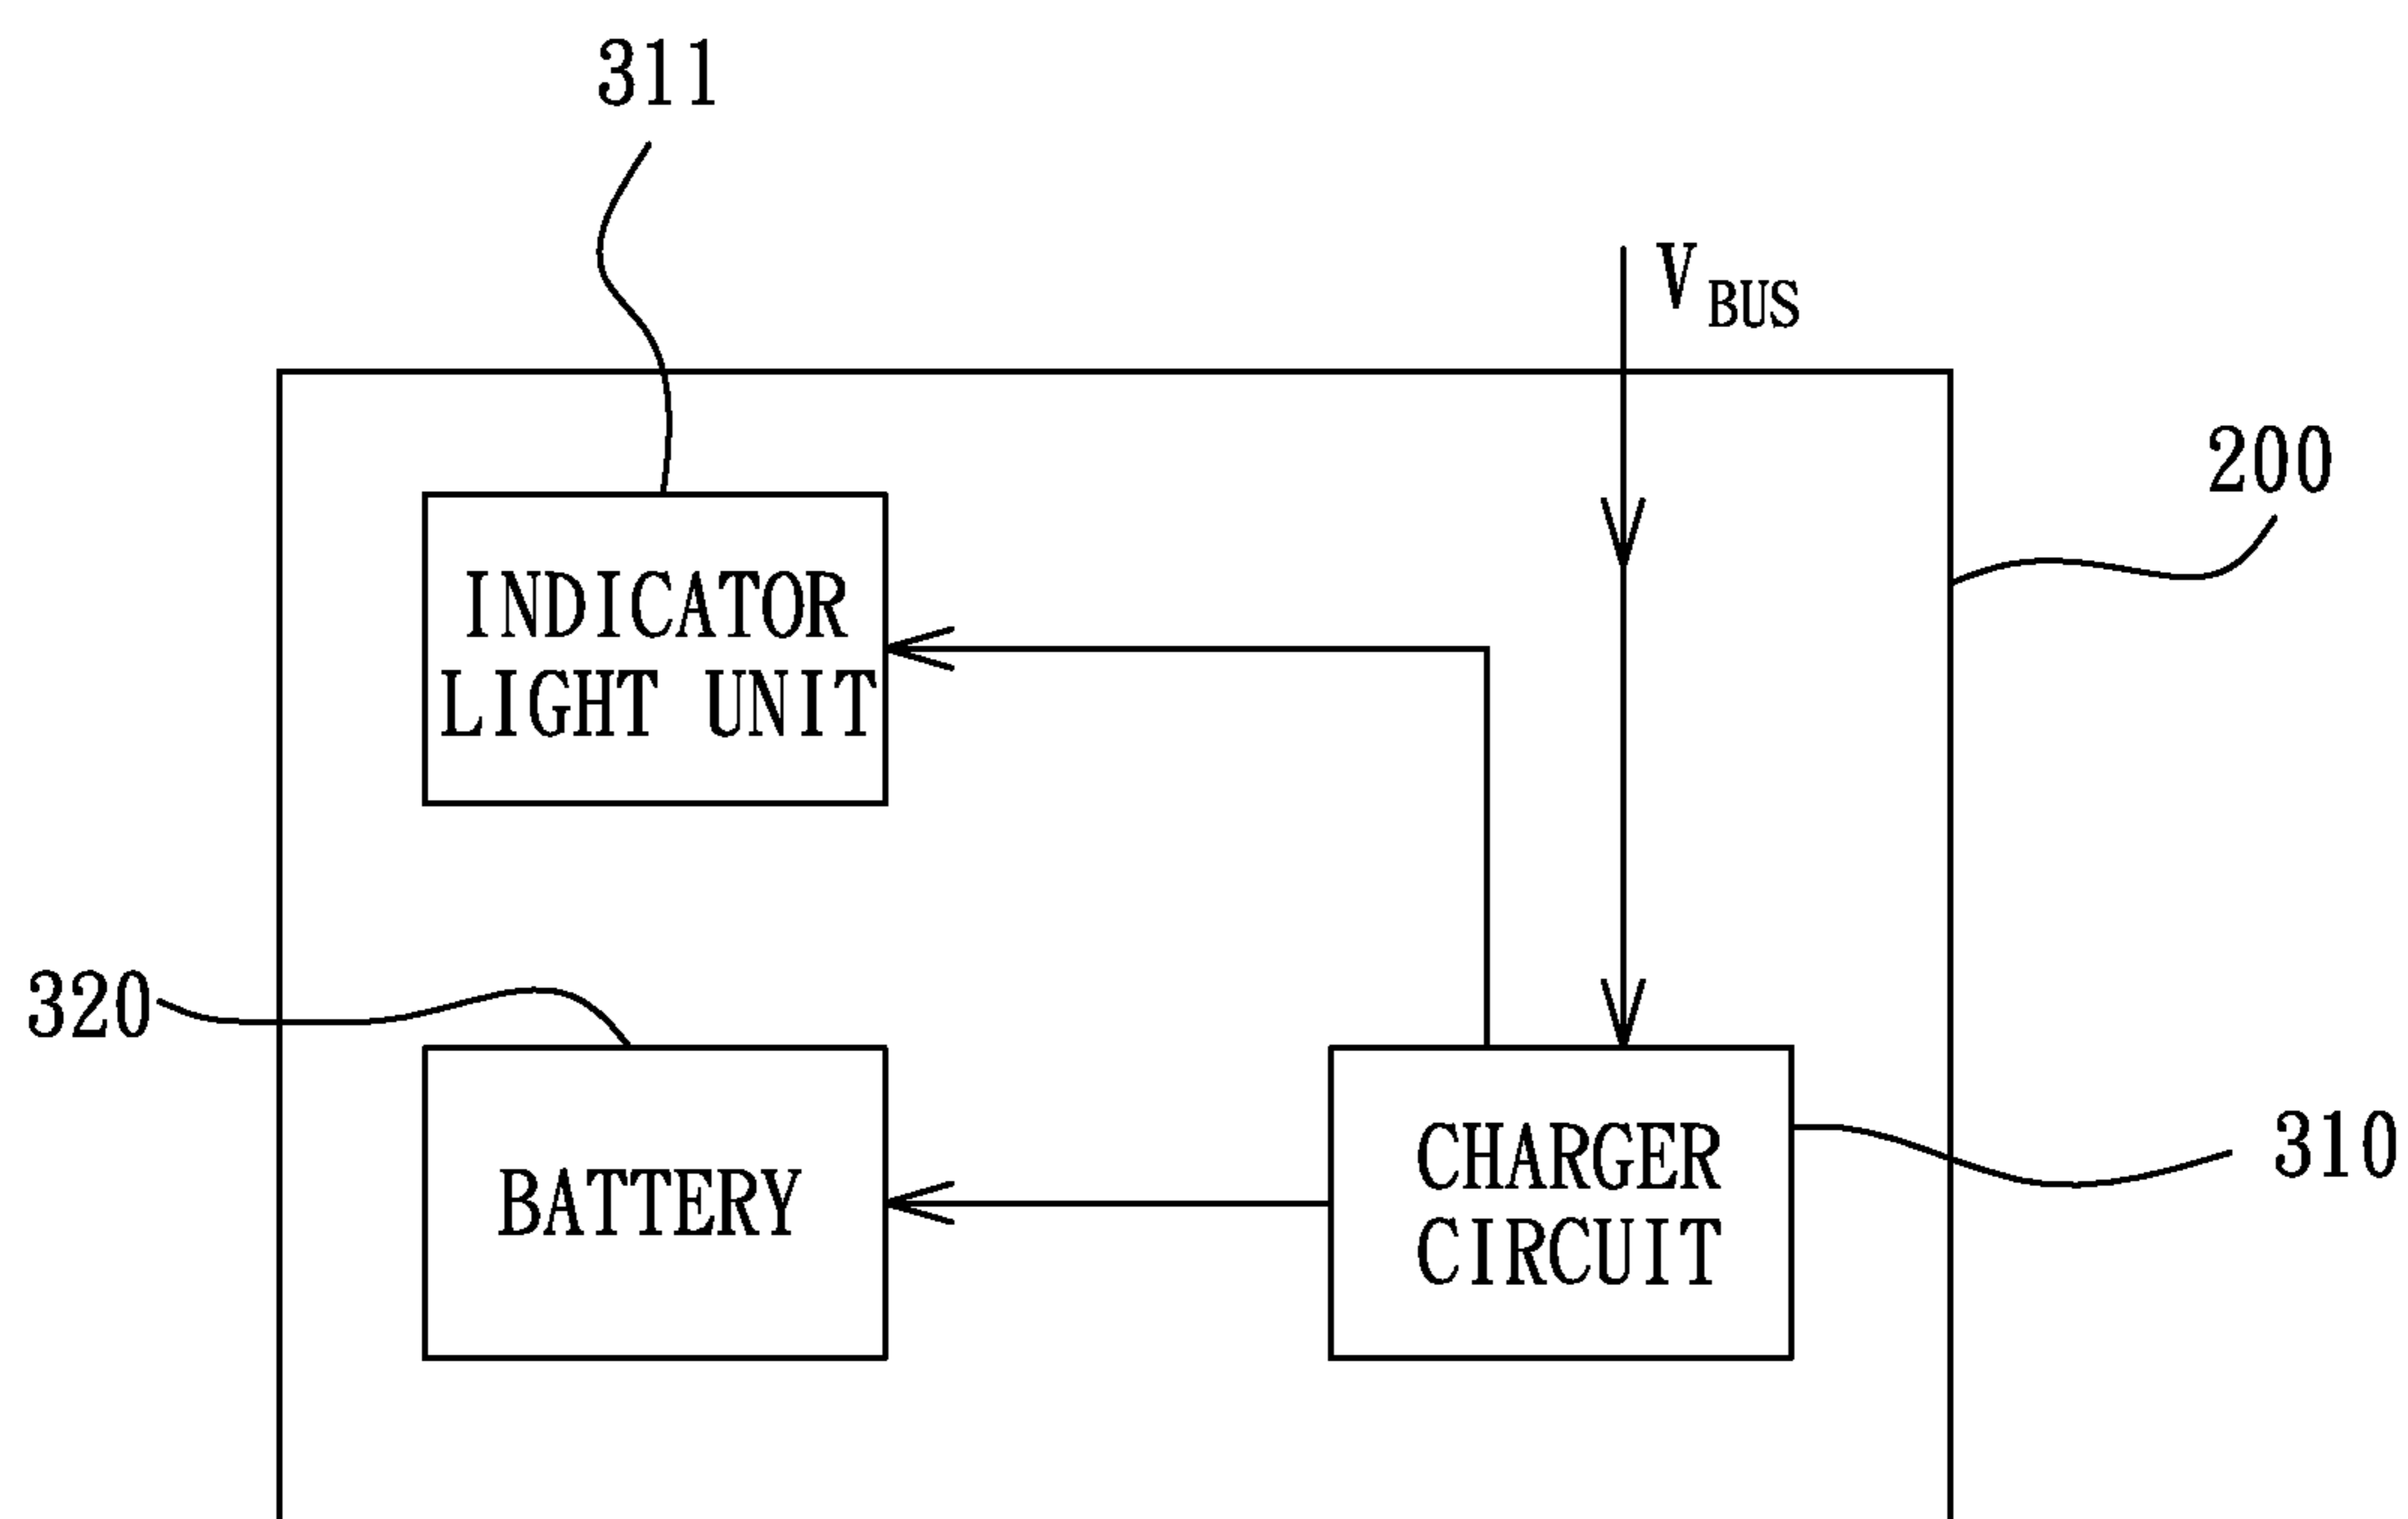 311
V BUS
200
INDICATOR
LIGHT UNIT
320
BATTERY
CHARGER
CIRCUIT
310